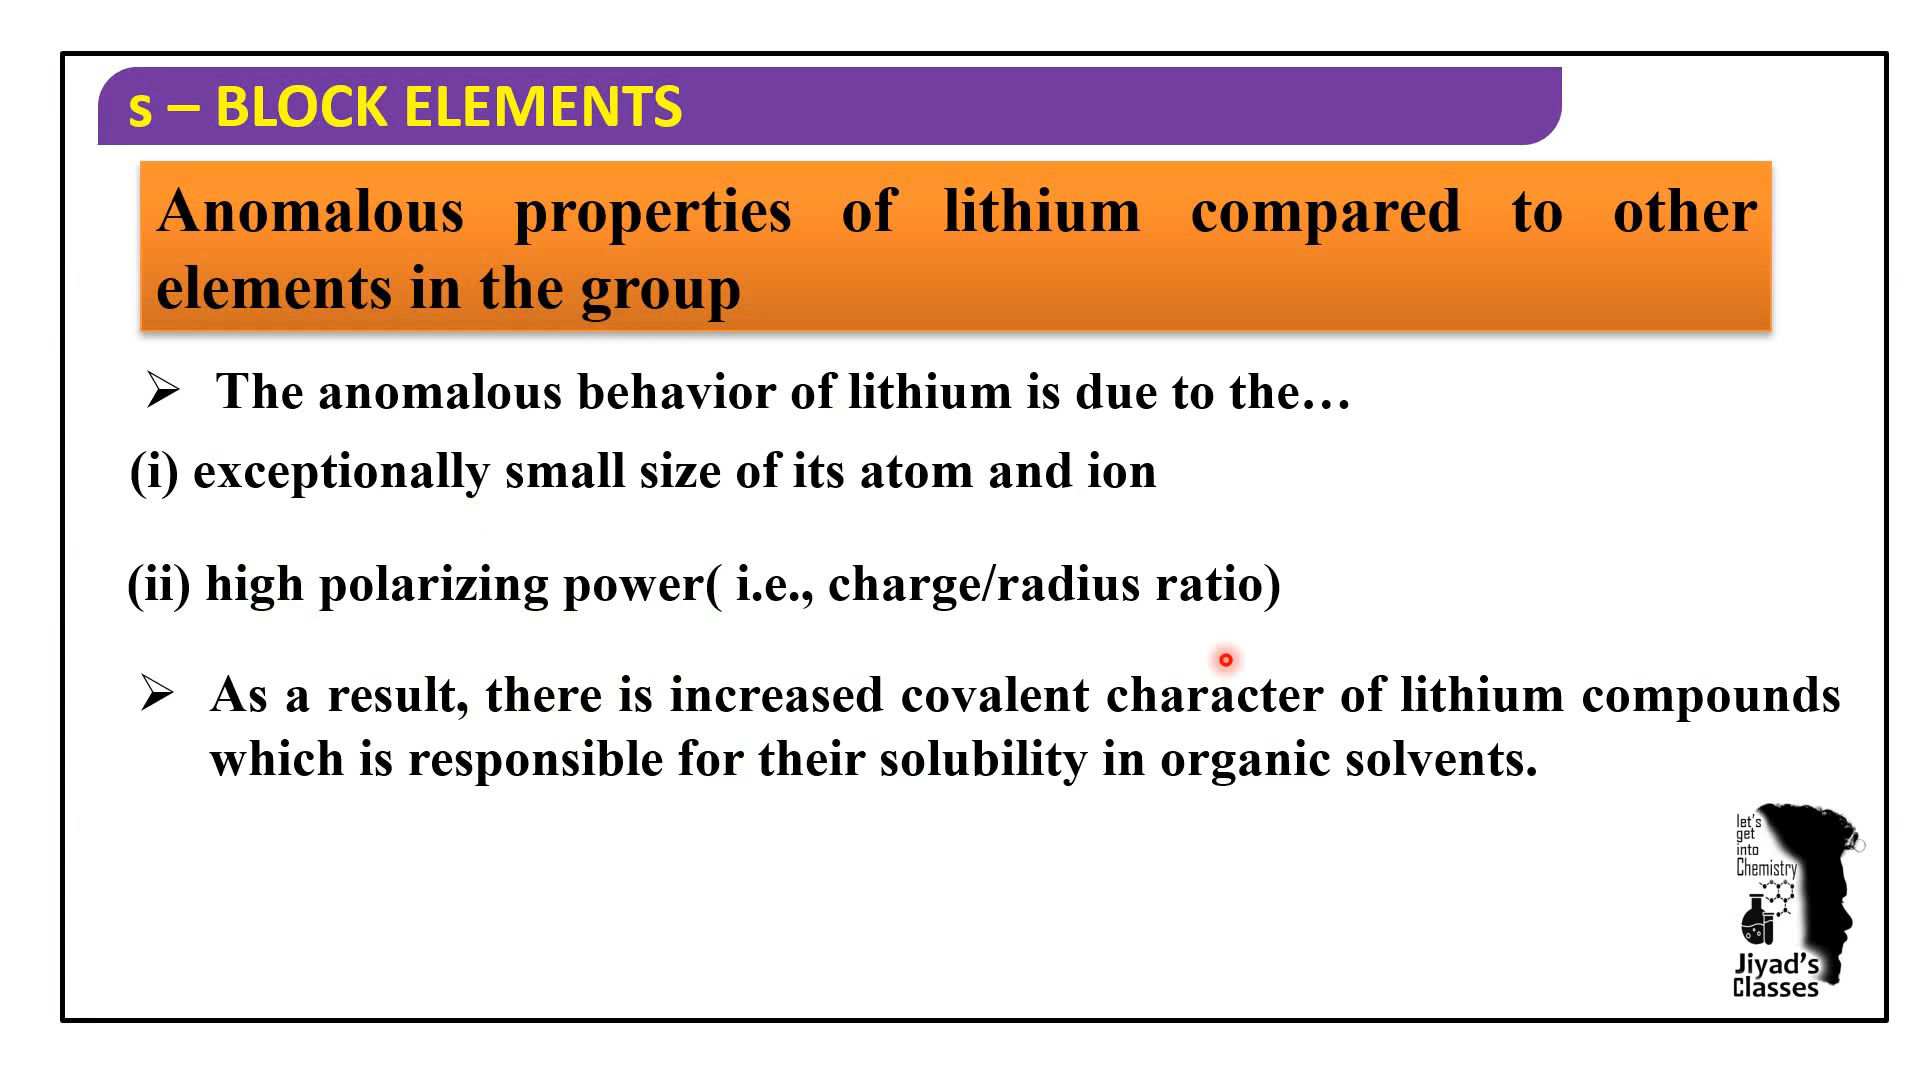 s – BLOCK ELEMENTS
Anomalous properties of lithium compared to other
elements in the group
➢ The anomalous behavior of lithium is due to the…
(i) exceptionally small size of its atom and ion
(ii) high polarizing power( i.e., charge/radius ratio)
➢ As a result, there is increased covalent character of lithium compounds
which is responsible for their solubility in organic solvents.
let's
get
into
Chemistry
Jiyad's
Classes